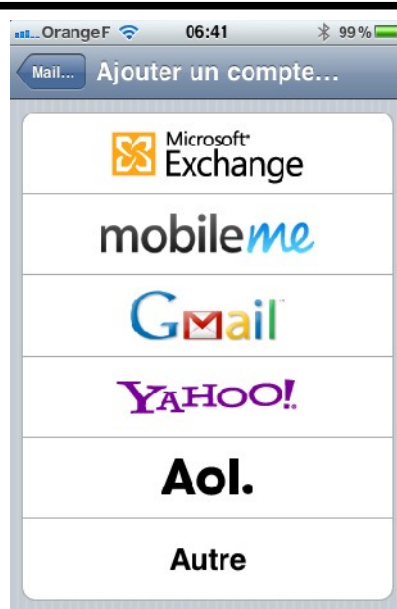 OrangeF 06:41 99%
Mail... Ajouter un compte...
Microsoft
Exchange
mobileme
Gmail
YAHOO!
Aol.
Autre